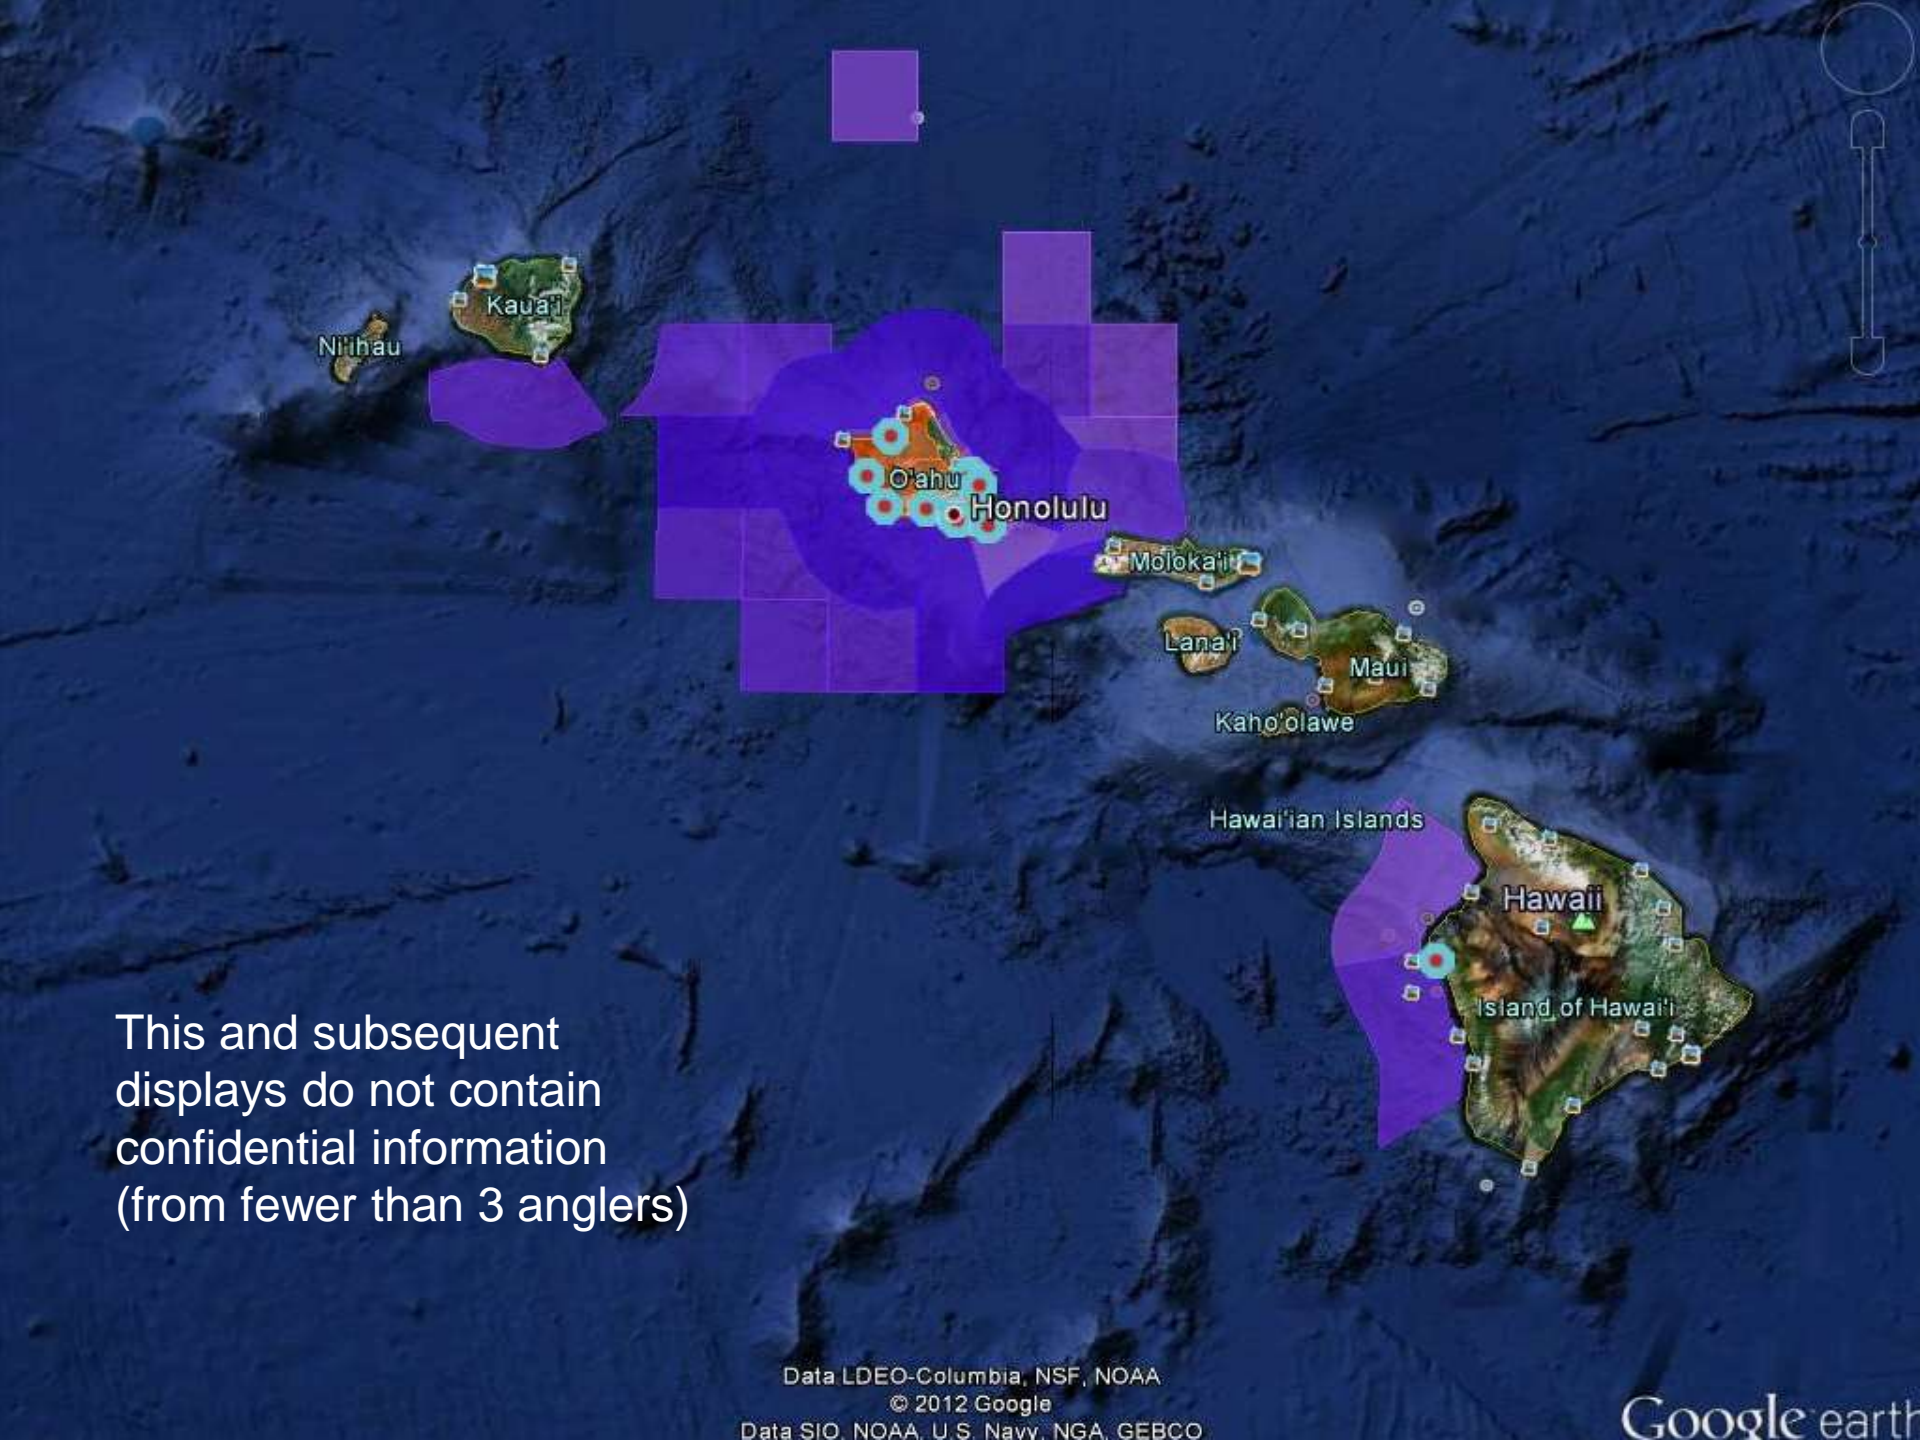 Kaua'i
Ni'ihau
O'ahu
Honolulu
Moloka'i
Lana'i
Maui
Kaho'olawe
Hawai'ian Islands
Hawaii
Island of Hawai'i
This and subsequent
displays do not contain
confidential information
(from fewer than 3 anglers)
Data LDEO-Columbia, NSF, NOAA
© 2012 Google
Data SIO, NOAA, U.S. Navy, NGA, GEBCO
Google earth